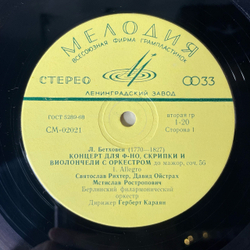 МЕЛОДИЯ
ВСЕСОЮЗНАЯ ФИРМА ГРАМПЛАСТИНОК
СТЕРЕО 33
ЛЕНИНГРАДСКИЙ ЗАВОД
ГОСТ 5289-68
СМ-02021
вторая гр
1-20
Сторона 1
Л. Бетховен (1770-1827)
КОНЦЕРТ ДЛЯ Ф-НО, СКРИПКИ И
ВИОЛОНЧЕЛИ С ОРКЕСТРОМ до мажор, соч. 56
1. Allegro
Святослав Рихтер, Давид Ойстрах
Мстислав Ростропович
Берлинский филармонический
оркестр
Дирижер Герберт Караян